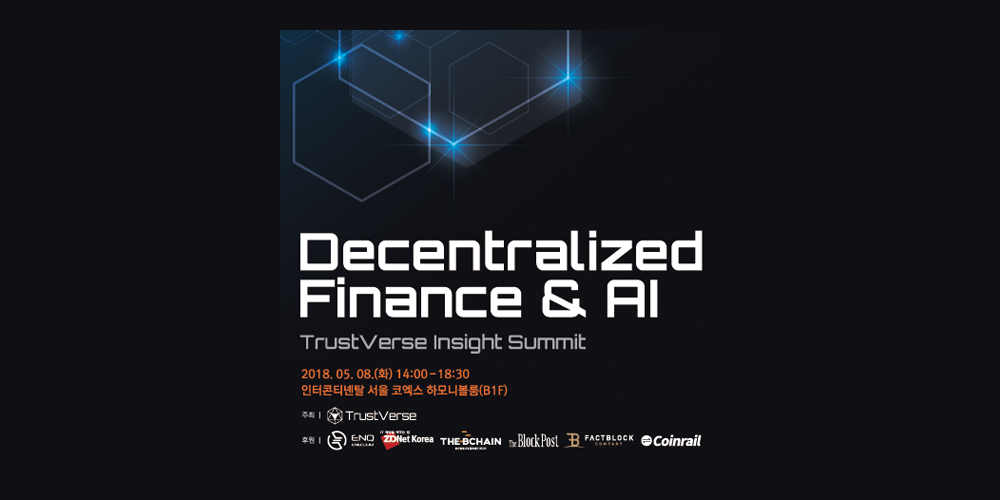 Decentralized
Finance & AI
TrustVerse Insight Summit
2018. 05. 08.(화) 14:00 - 18:30
인터콘티넨탈 서울 코엑스 하모니볼룸(B1F)
주최 | TrustVerse
후원 | ENQ ZDNet Korea THE BCHAIN The Block Post FACTBLOCK COMPANY Coinrail